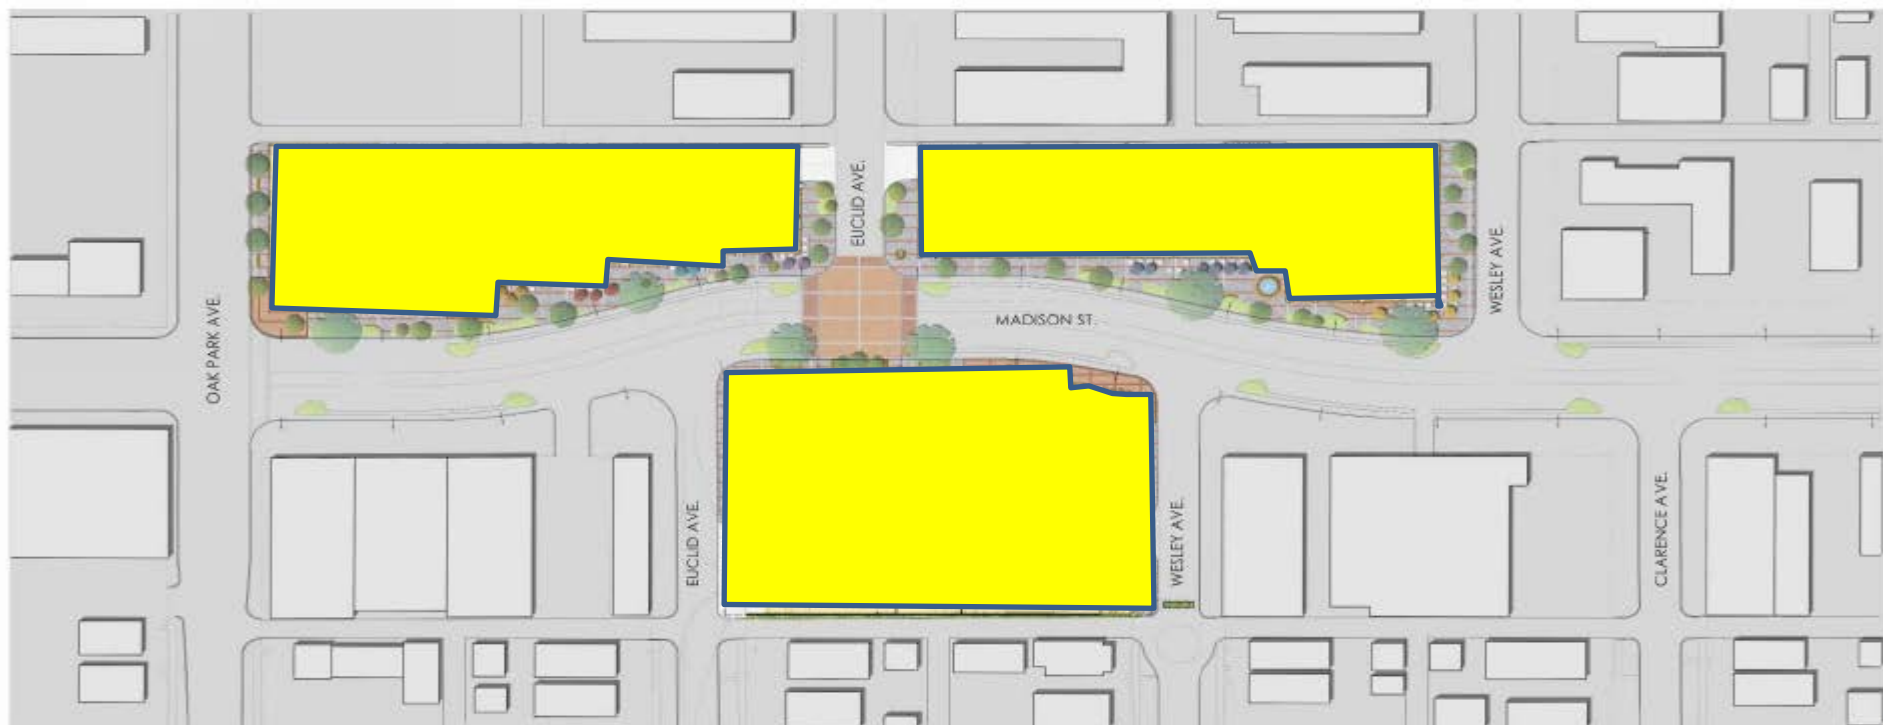 EUCLID AVE.
WESLEY AVE.
MADISON ST.
OAK PARK AVE.
EUCLID AVE.
WESLEY AVE.
CLARENCE AVE.